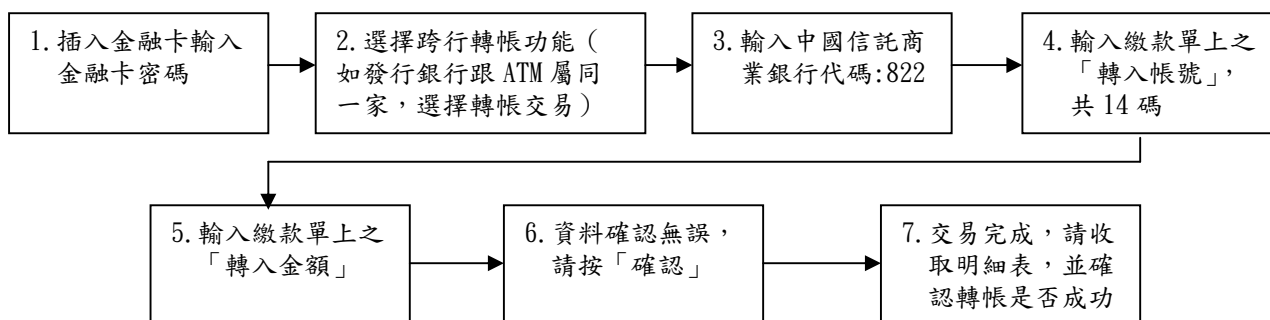 1.插入金融卡輸入
金融卡密碼
2.選擇跨行轉帳功能（
如發行銀行跟 ATM 屬同
一家，選擇轉帳交易）
3.輸入中國信託商
業銀行代碼:822
4.輸入繳款單上之
「轉入帳號」，
共 14 碼
5.輸入繳款單上之
「轉入金額」
6.資料確認無誤，
請按「確認」
7.交易完成，請收
取明細表，並確
認轉帳是否成功